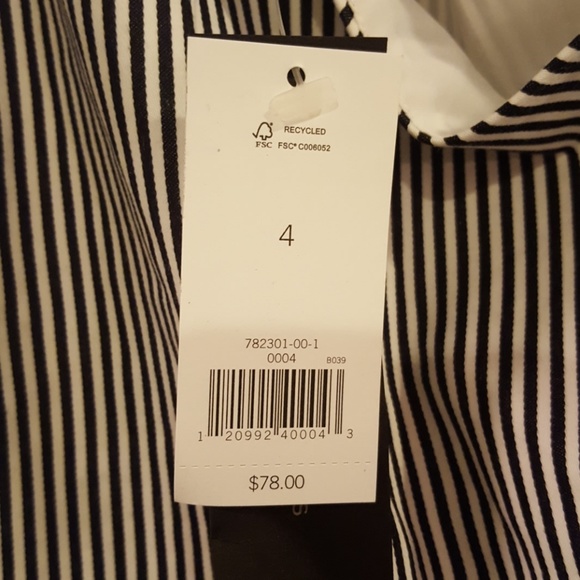 RECYCLED
FSC FSC® C006052
4
782301-00-1
0004 B039
1 20992 40004 3
$78.00